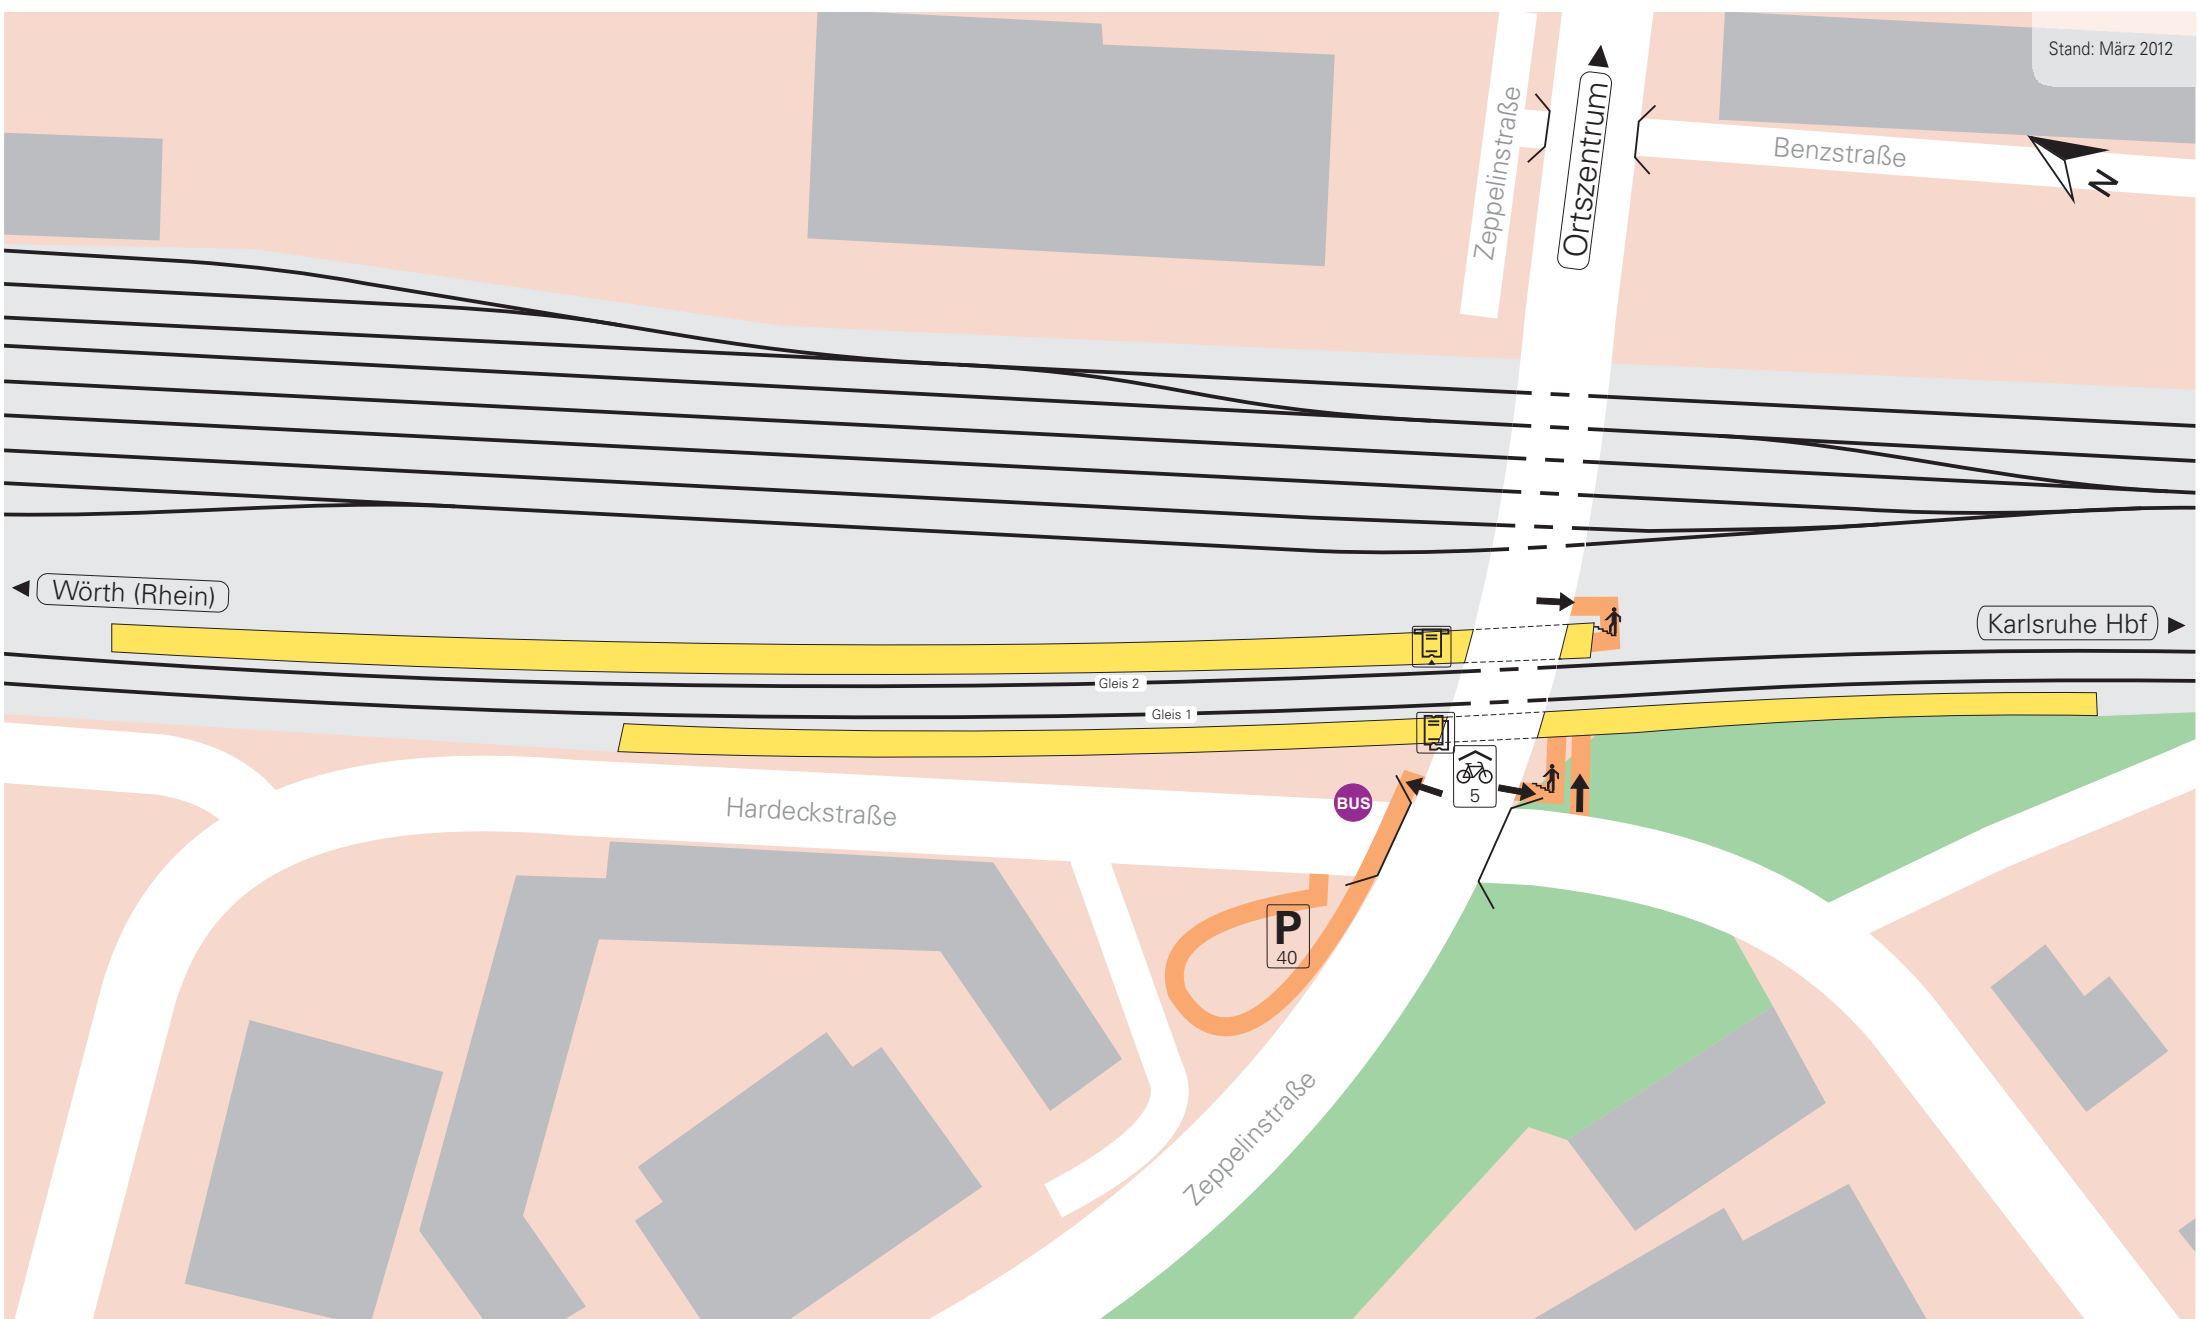 Stand: März 2012
Zeppelinstraße
Ortszentrum
Benzstraße
N
Wörth (Rhein)
Karlsruhe Hbf
Gleis 2
Gleis 1
BUS
5
Hardeckstraße
P
40
Zeppelinstraße